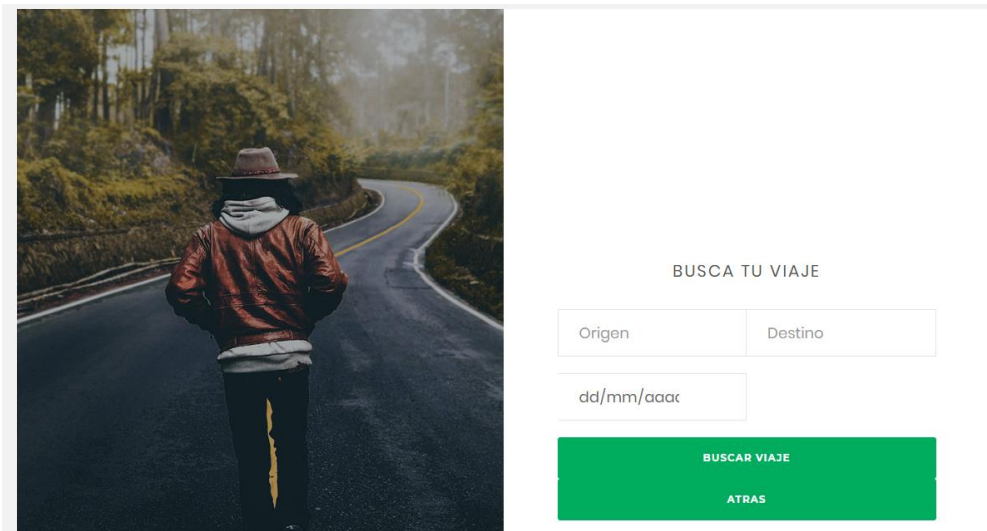 BUSCA TU VIAJE
Origen Destino
dd/mm/aaa
BUSCAR VIAJE
ATRAS